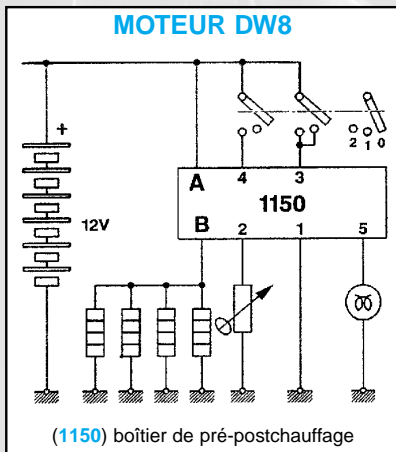 MOTEUR DW8
+
12V
2 1 0
A 4 3
1150
B 2 1 5
(1150) boîtier de pré-postchauffage